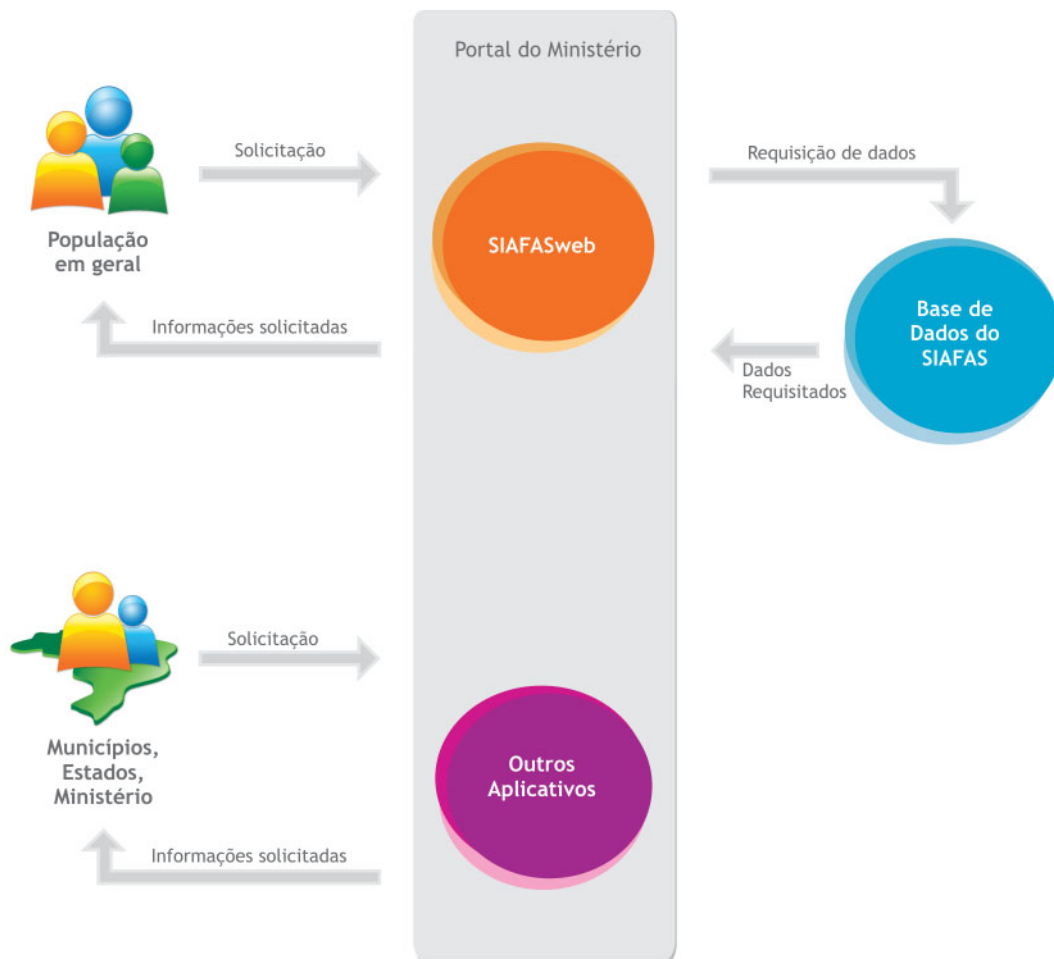 Portal do Ministério
Solicitação
Requisição de dados
População
em geral
SIAFASweb
Informações solicitadas
Base de
Dados do
SIAFAS
Dados
Requisitados
Solicitação
Municípios,
Estados,
Ministério
Outros
Aplicativos
Informações solicitadas